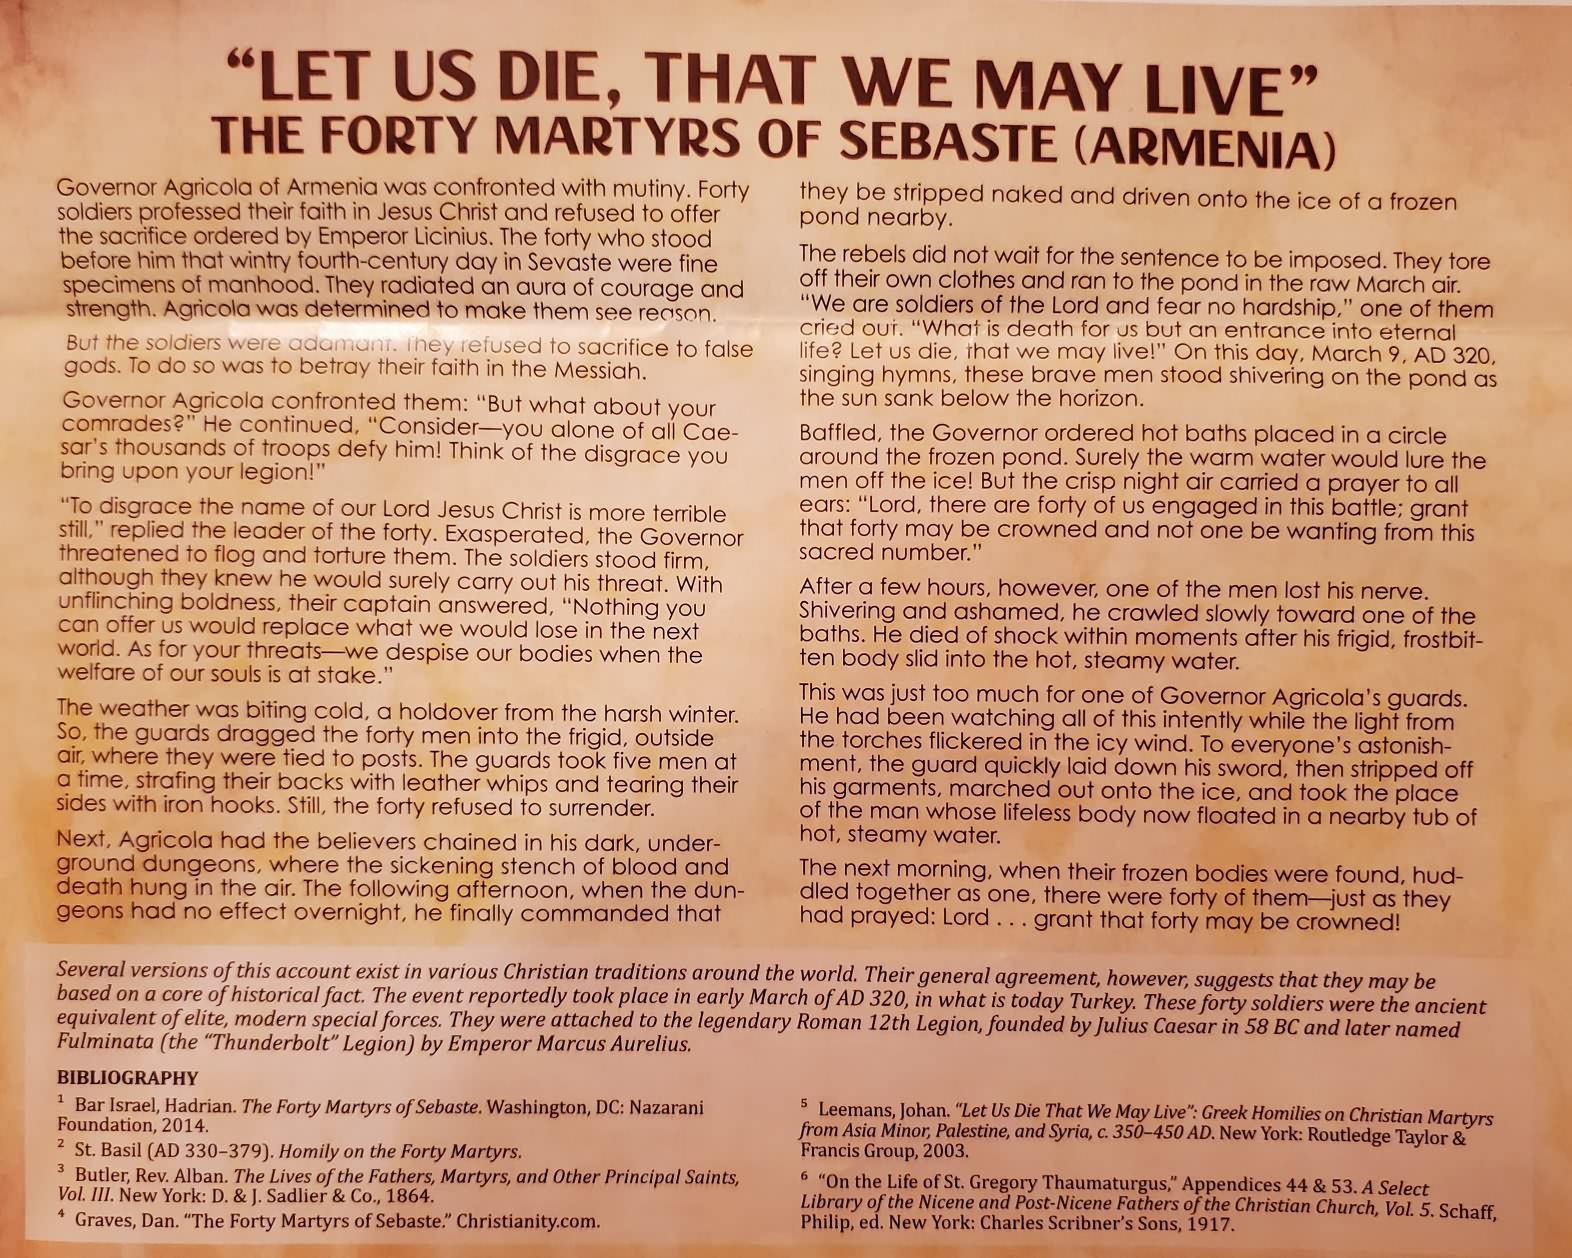 “LET US DIE, THAT WE MAY LIVE”
THE FORTY MARTYRS OF SEBASTE (ARMENIA)
Governor Agricola of Armenia was confronted with mutiny. Forty
soldiers professed their faith in Jesus Christ and refused to offer
the sacrifice ordered by Emperor Licinius. The forty who stood
before him that wintry fourth-century day in Sevaste were fine
specimens of manhood. They radiated an aura of courage and
strength. Agricola was determined to make them see reason.
But the soldiers were adamant. They refused to sacrifice to false
gods. To do so was to betray their faith in the Messiah.
Governor Agricola confronted them: “But what about your
comrades?” He continued, “Consider—you alone of all Cae-
sar’s thousands of troops defy him! Think of the disgrace you
bring upon your legion!”
“To disgrace the name of our Lord Jesus Christ is more terrible
still,” replied the leader of the forty. Exasperated, the Governor
threatened to flog and torture them. The soldiers stood firm,
although they knew he would surely carry out his threat. With
unflinching boldness, their captain answered, “Nothing you
can offer us would replace what we would lose in the next
world. As for your threats—we despise our bodies when the
welfare of our souls is at stake.”
The weather was biting cold, a holdover from the harsh winter.
So, the guards dragged the forty men into the frigid, outside
air, where they were tied to posts. The guards took five men at
a time, strafing their backs with leather whips and tearing their
sides with iron hooks. Still, the forty refused to surrender.
Next, Agricola had the believers chained in his dark, under-
ground dungeons, where the sickening stench of blood and
death hung in the air. The following afternoon, when the dun-
geons had no effect overnight, he finally commanded that
they be stripped naked and driven onto the ice of a frozen
pond nearby.
The rebels did not wait for the sentence to be imposed. They tore
off their own clothes and ran to the pond in the raw March air.
“We are soldiers of the Lord and fear no hardship,” one of them
cried out. “What is death for us but an entrance into eternal
life? Let us die, that we may live!” On this day, March 9, AD 320,
singing hymns, these brave men stood shivering on the pond as
the sun sank below the horizon.
Baffled, the Governor ordered hot baths placed in a circle
around the frozen pond. Surely the warm water would lure the
men off the ice! But the crisp night air carried a prayer to all
ears: “Lord, there are forty of us engaged in this battle; grant
that forty may be crowned and not one be wanting from this
sacred number.”
After a few hours, however, one of the men lost his nerve.
Shivering and ashamed, he crawled slowly toward one of the
baths. He died of shock within moments after his frigid, frostbit-
ten body slid into the hot, steamy water.
This was just too much for one of Governor Agricola’s guards.
He had been watching all of this intently while the light from
the torches flickered in the icy wind. To everyone’s astonish-
ment, the guard quickly laid down his sword, then stripped off
his garments, marched out onto the ice, and took the place
of the man whose lifeless body now floated in a nearby tub of
hot, steamy water.
The next morning, when their frozen bodies were found, hud-
dled together as one, there were forty of them—just as they
had prayed: Lord . . . grant that forty may be crowned!
Several versions of this account exist in various Christian traditions around the world. Their general agreement, however, suggests that they may be
based on a core of historical fact. The event reportedly took place in early March of AD 320, in what is today Turkey. These forty soldiers were the ancient
equivalent of elite, modern special forces. They were attached to the legendary Roman 12th Legion, founded by Julius Caesar in 58 BC and later named
Fulminata (the “Thunderbolt” Legion) by Emperor Marcus Aurelius.
BIBLIOGRAPHY
1 Bar Israel, Hadrian. The Forty Martyrs of Sebaste. Washington, DC: Nazarani
Foundation, 2014.
2 St. Basil (AD 330–379). Homily on the Forty Martyrs.
3 Butler, Rev. Alban. The Lives of the Fathers, Martyrs, and Other Principal Saints,
Vol. III. New York: D. & J. Sadlier & Co., 1864.
4 Graves, Dan. “The Forty Martyrs of Sebaste.” Christianity.com.
5 Leemans, Johan. “Let Us Die That We May Live”: Greek Homilies on Christian Martyrs
from Asia Minor, Palestine, and Syria, c. 350–450 AD. New York: Routledge Taylor &
Francis Group, 2003.
6 “On the Life of St. Gregory Thaumaturgus,” Appendices 44 & 53. A Select
Library of the Nicene and Post-Nicene Fathers of the Christian Church, Vol. 5. Schaff,
Philip, ed. New York: Charles Scribner’s Sons, 1917.